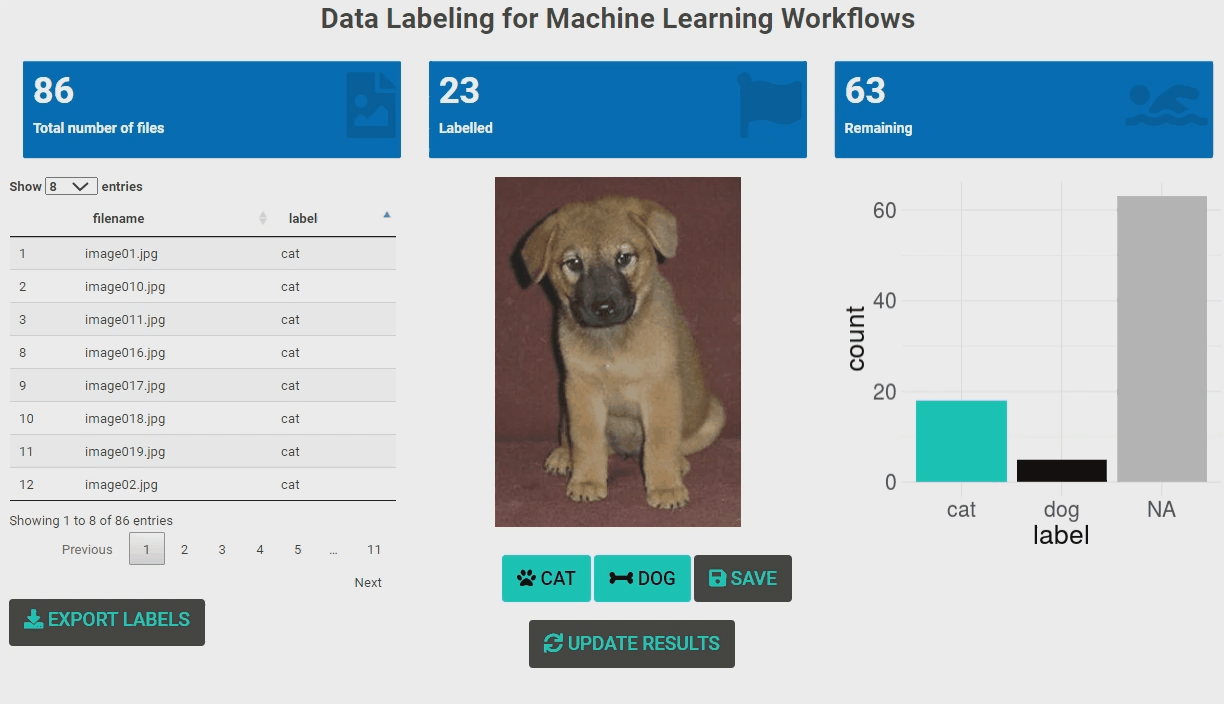 Data Labeling for Machine Learning Workflows
86
Total number of files
23
Labelled
63
Remaining
Show 8 entries
filename label
1 image01.jpg cat
2 image010.jpg cat
3 image011.jpg cat
8 image016.jpg cat
9 image017.jpg cat
10 image018.jpg cat
11 image019.jpg cat
12 image02.jpg cat
Showing 1 to 8 of 86 entries
Previous 1 2 3 4 5 … 11
Next
EXPORT LABELS
CAT DOG SAVE
UPDATE RESULTS
60
40
20
0
count
cat dog NA
label